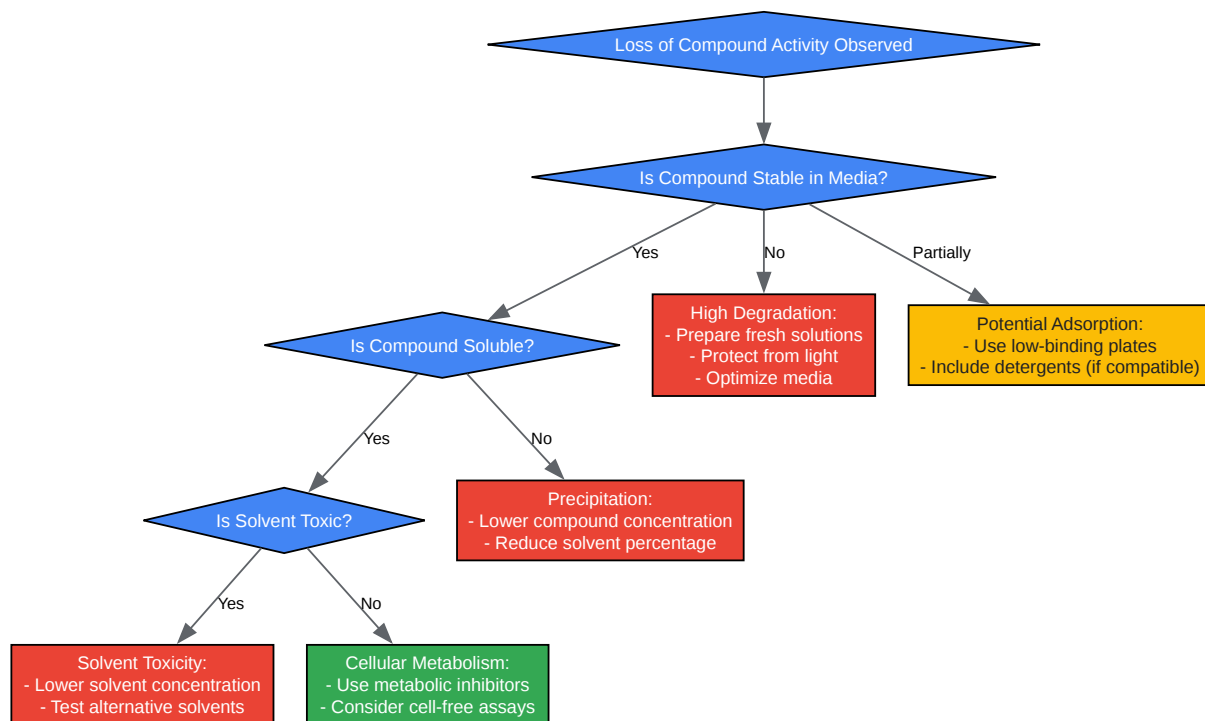 Loss of Compound Activity Observed
Is Compound Stable in Media?
Yes
No
Partially
Is Compound Soluble?
High Degradation:
- Prepare fresh solutions
- Protect from light
- Optimize media
Potential Adsorption:
- Use low-binding plates
- Include detergents (if compatible)
Yes
No
Is Solvent Toxic?
Precipitation:
- Lower compound concentration
- Reduce solvent percentage
Yes
No
Solvent Toxicity:
- Lower solvent concentration
- Test alternative solvents
Cellular Metabolism:
- Use metabolic inhibitors
- Consider cell-free assays